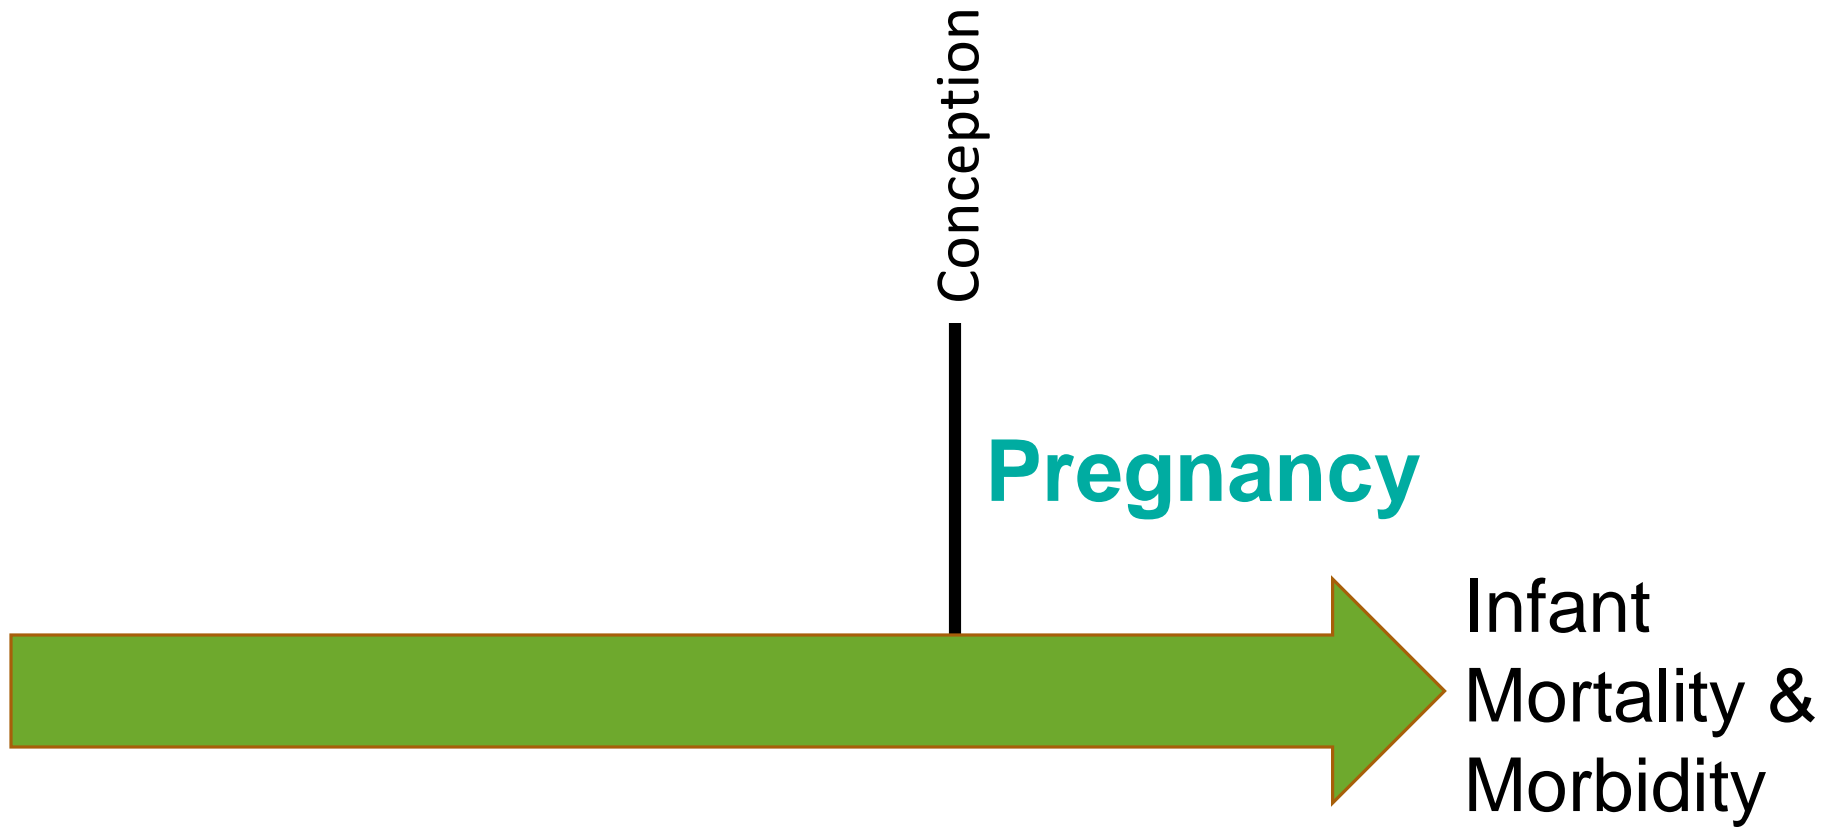 Conception
Pregnancy
Infant
Mortality &
Morbidity